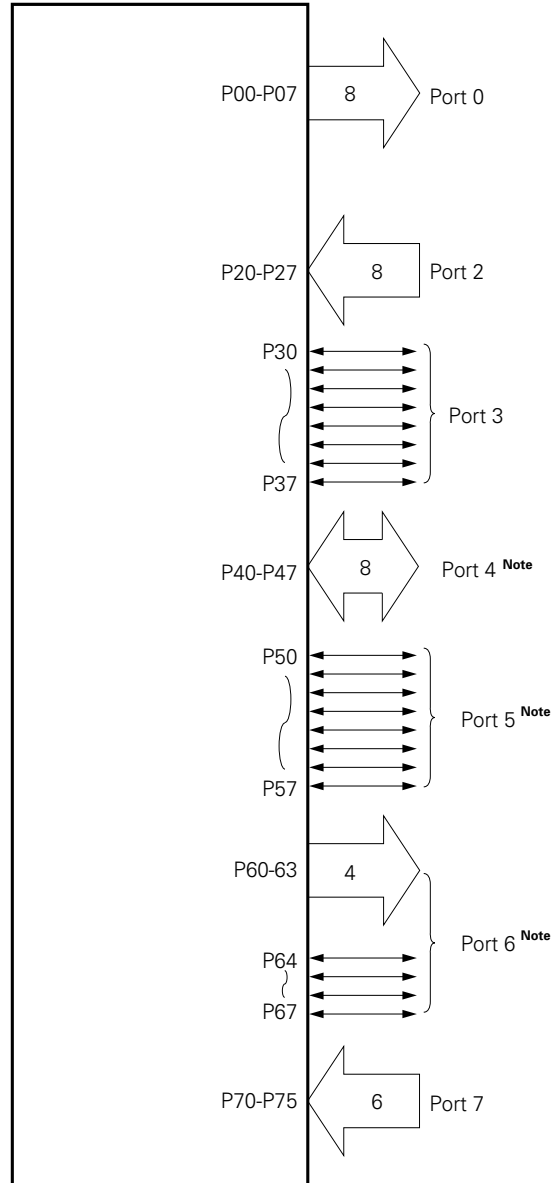 P00-P07 8 Port 0
P20-P27 8 Port 2
P30
Port 3
P37
P40-P47 8 Port 4 Note
P50
Port 5 Note
P57
P60-63 4
Port 6 Note
P64
P67
P70-P75 6 Port 7